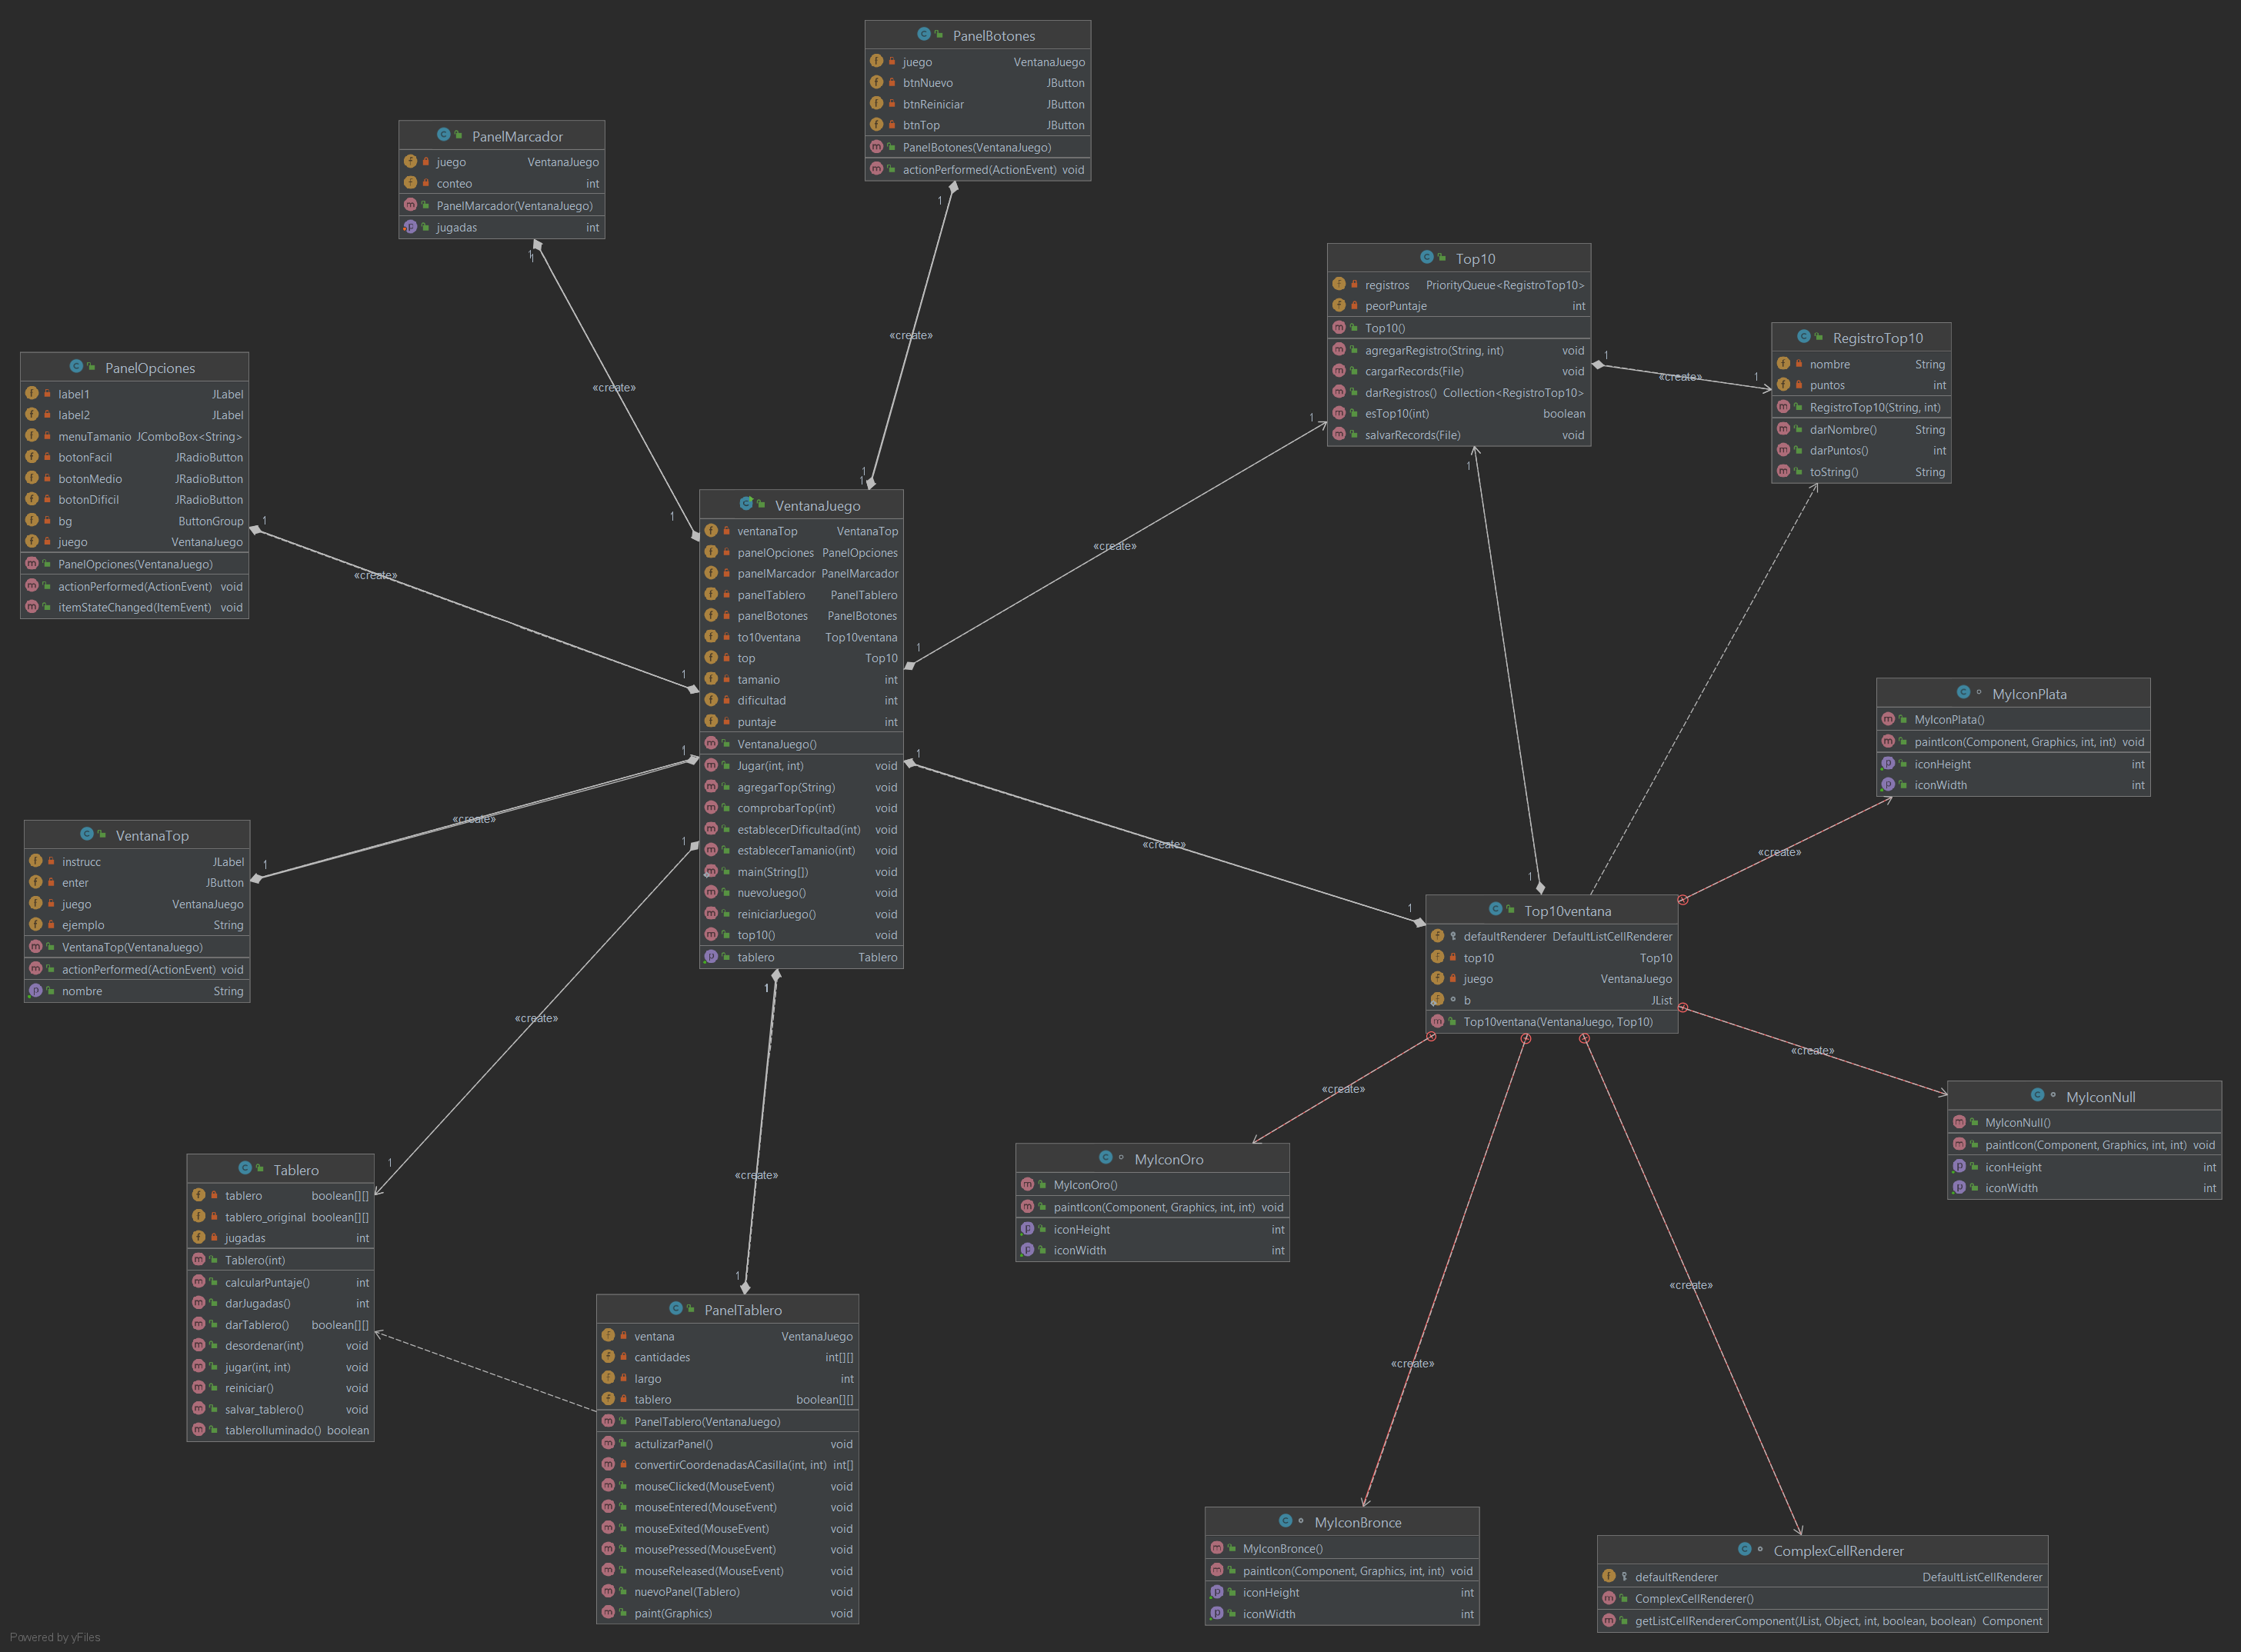 PanelBotones
juego VentanaJuego
btnNuevo JButton
btnReiniciar JButton
btnTop JButton
PanelBotones(VentanaJuego)
actionPerformed(ActionEvent) void
PanelMarcador
juego VentanaJuego
conteo int
PanelMarcador(VentanaJuego)
jugadas int
1
1
1
Top10
registros PriorityQueue<RegistroTop10>
peorPuntaje int
Top10()
agregarRegistro(String, int) void
cargarRecords(File) void
darRegistros() Collection<RegistroTop10>
esTop10(int) boolean
salvarRecords(File) void
RegistroTop10
nombre String
puntos int
RegistroTop10(String, int)
darNombre() String
darPuntos() int
toString() String
«create»
1
«create»
1
PanelOpciones
label1 JLabel
label2 JLabel
menuTamanio JComboBox<String>
botonFacil JRadioButton
botonMedio JRadioButton
botonDificil JRadioButton
bg ButtonGroup
juego VentanaJuego
PanelOpciones(VentanaJuego)
actionPerformed(ActionEvent) void
itemStateChanged(ItemEvent) void
«create»
1
1
1
1
1
1
«create»
«create»
VentanaJuego
ventanaTop VentanaTop
panelOpciones PanelOpciones
panelMarcador PanelMarcador
panelTablero PanelTablero
panelBotones PanelBotones
to10ventana Top10ventana
top Top10
tamanio int
dificultad int
puntaje int
VentanaJuego()
Jugar(int, int) void
agregarTop(String) void
comprobarTop(int) void
establecerDificultad(int) void
establecerTamanio(int) void
main(String[]) void
nuevoJuego() void
reiniciarJuego() void
top10() void
tablero Tablero
1
1
1
1
MyIconPlata
MyIconPlata()
paintIcon(Component, Graphics, int, int) void
iconHeight int
iconWidth int
«create»
«create»
«create»
VentanaTop
instrucc JLabel
enter JButton
juego VentanaJuego
ejemplo String
VentanaTop(VentanaJuego)
actionPerformed(ActionEvent) void
nombre String
1
1
1
1
1
Top10ventana
defaultRenderer DefaultListCellRenderer
top10 Top10
juego VentanaJuego
b JList
Top10ventana(VentanaJuego, Top10)
«create»
«create»
«create»
MyIconNull
MyIconNull()
paintIcon(Component, Graphics, int, int) void
iconHeight int
iconWidth int
MyIconOro
MyIconOro()
paintIcon(Component, Graphics, int, int) void
iconHeight int
iconWidth int
1
«create»
Tablero
tablero boolean[][]
tablero_original boolean[][]
jugadas int
Tablero(int)
calcularPuntaje() int
darJugadas() int
darTablero() boolean[][]
desordenar(int) void
jugar(int, int) void
reiniciar() void
salvar_tablero() void
tableroIluminado() boolean
1
«create»
«create»
PanelTablero
ventana VentanaJuego
cantidades int[][]
largo int
tablero boolean[][]
PanelTablero(VentanaJuego)
actulizarPanel() void
convertirCoordenadasACasilla(int, int) int[]
mouseClicked(MouseEvent) void
mouseEntered(MouseEvent) void
mouseExited(MouseEvent) void
mousePressed(MouseEvent) void
mouseReleased(MouseEvent) void
nuevoPanel(Tablero) void
paint(Graphics) void
MyIconBronce
MyIconBronce()
paintIcon(Component, Graphics, int, int) void
iconHeight int
iconWidth int
ComplexCellRenderer
defaultRenderer DefaultListCellRenderer
ComplexCellRenderer()
getListCellRendererComponent(JList, Object, int, boolean, boolean) Component
Powered by yFiles